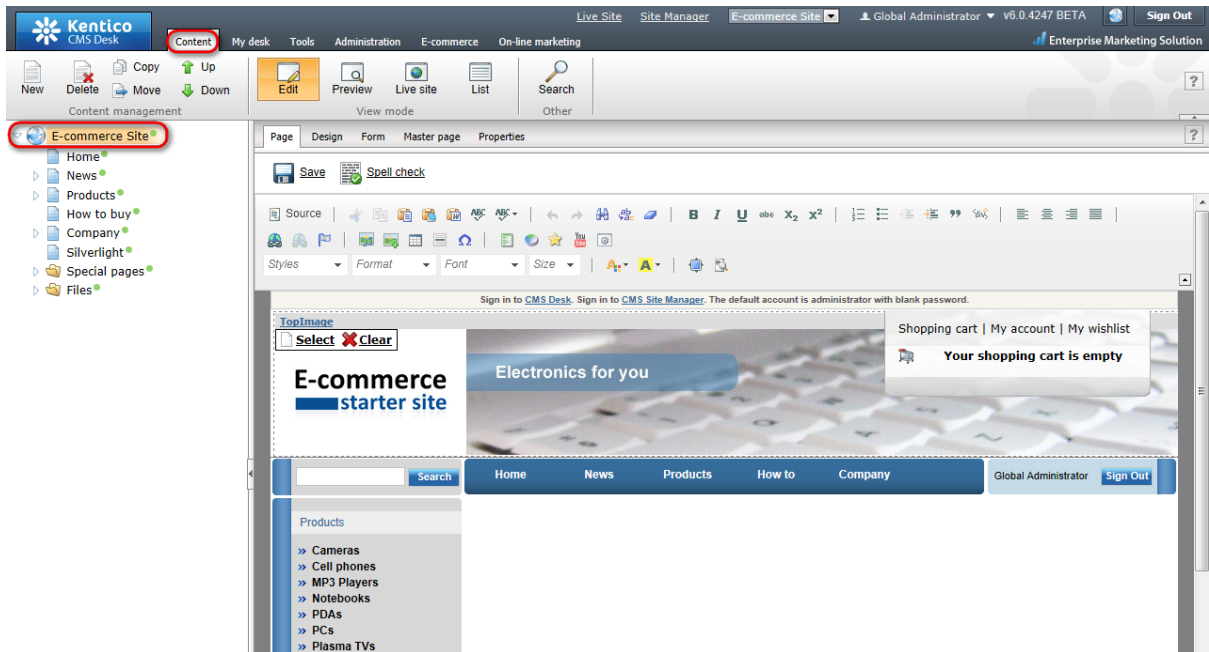 Kentico
CMS Desk
Live Site Site Manager E-commerce Site Global Administrator v6.0.4247 BETA Sign Out
Content My desk Tools Administration E-commerce On-line marketing Enterprise Marketing Solution
New Delete Copy Move Up Down
Content management
Edit Preview Live site List
View mode
Search
Other
?
E-commerce Site
Home
News
Products
How to buy
Company
Silverlight
Special pages
Files
Page Design Form Master page Properties ?
Save Spell check
Source ABC ABC B I U abc X₂ X² You
Styles Format Font Size A A
Sign in to CMS Desk. Sign in to CMS Site Manager. The default account is administrator with blank password.
TopImage
Select Clear
E-commerce
starter site
Electronics for you
Shopping cart | My account | My wishlist
Your shopping cart is empty
Search Home News Products How to Company Global Administrator Sign Out
Products
» Cameras
» Cell phones
» MP3 Players
» Notebooks
» PDAs
» PCs
» Plasma TVs